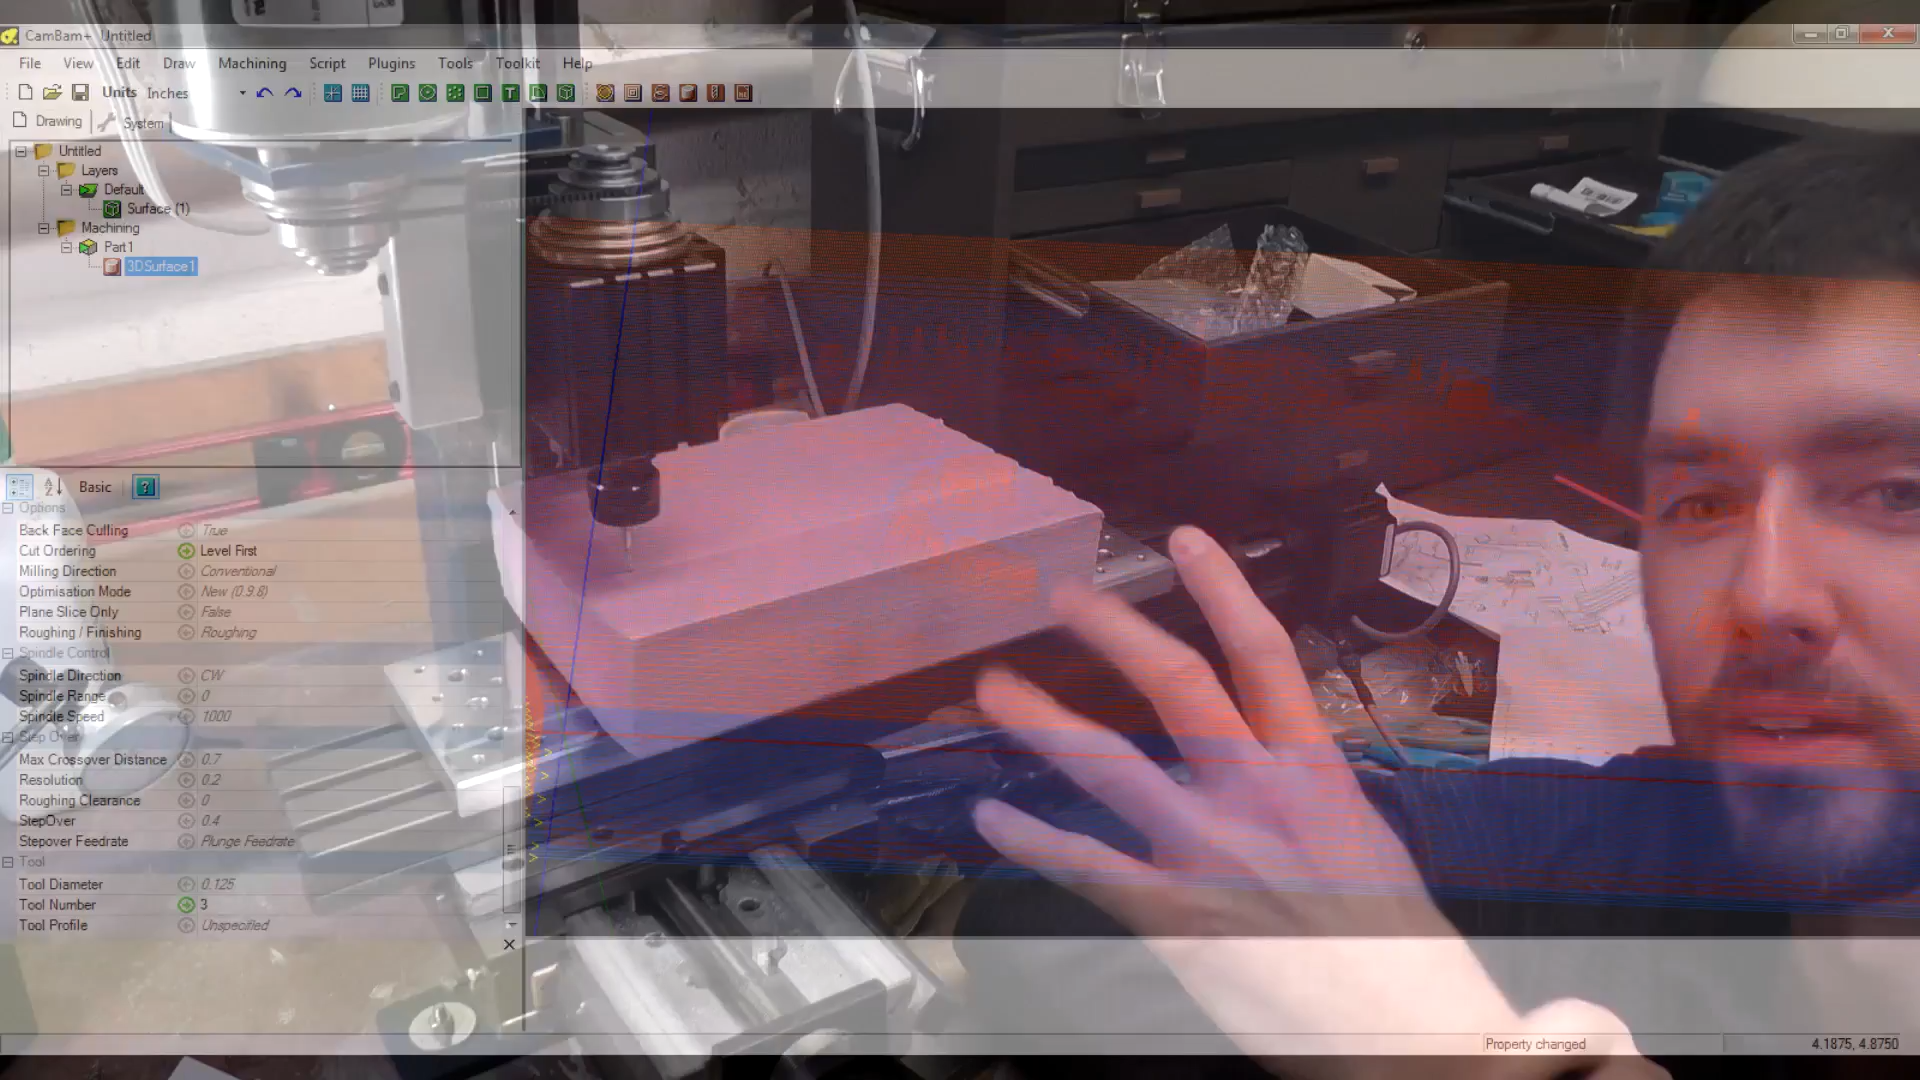 CamBam+ Untitled
File View Edit Draw Machining Script Plugins Tools Toolkit Help
Units Inches
Drawing System
Untitled
Layers
Default
Surface (1)
Machining
Part1
3DSurface1
Basic
Options
Back Face Culling True
Cut Ordering Level First
Milling Direction Conventional
Optimisation Mode New (0.9.8)
Plane Slice Only False
Roughing / Finishing Roughing
Spindle Control
Spindle Direction CW
Spindle Range 0
Spindle Speed 1000
Step Over
Max Crossover Distance 0.7
Resolution 0.2
Roughing Clearance 0
StepOver 0.4
Stepover Feedrate Plunge Feedrate
Tool
Tool Diameter 0.125
Tool Number 3
Tool Profile Unspecified
Property changed 4.1875, 4.8750